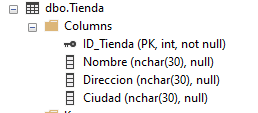 dbo.Tienda
Columns
ID_Tienda (PK, int, not null)
Nombre (nchar(30), null)
Direccion (nchar(30), null)
Ciudad (nchar(30), null)